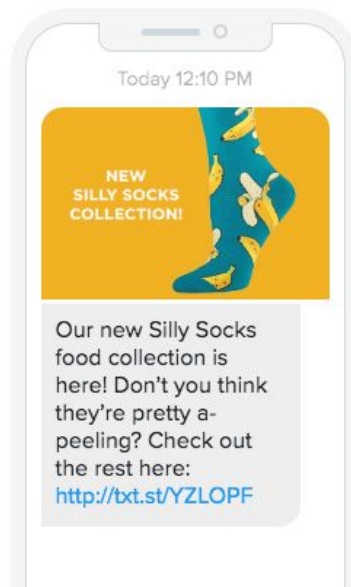 Today 12:10 PM
NEW
SILLY SOCKS
COLLECTION!
Our new Silly Socks
food collection is
here! Don't you think
they're pretty a-
peeling? Check out
the rest here:
http://txt.st/YZLOPF